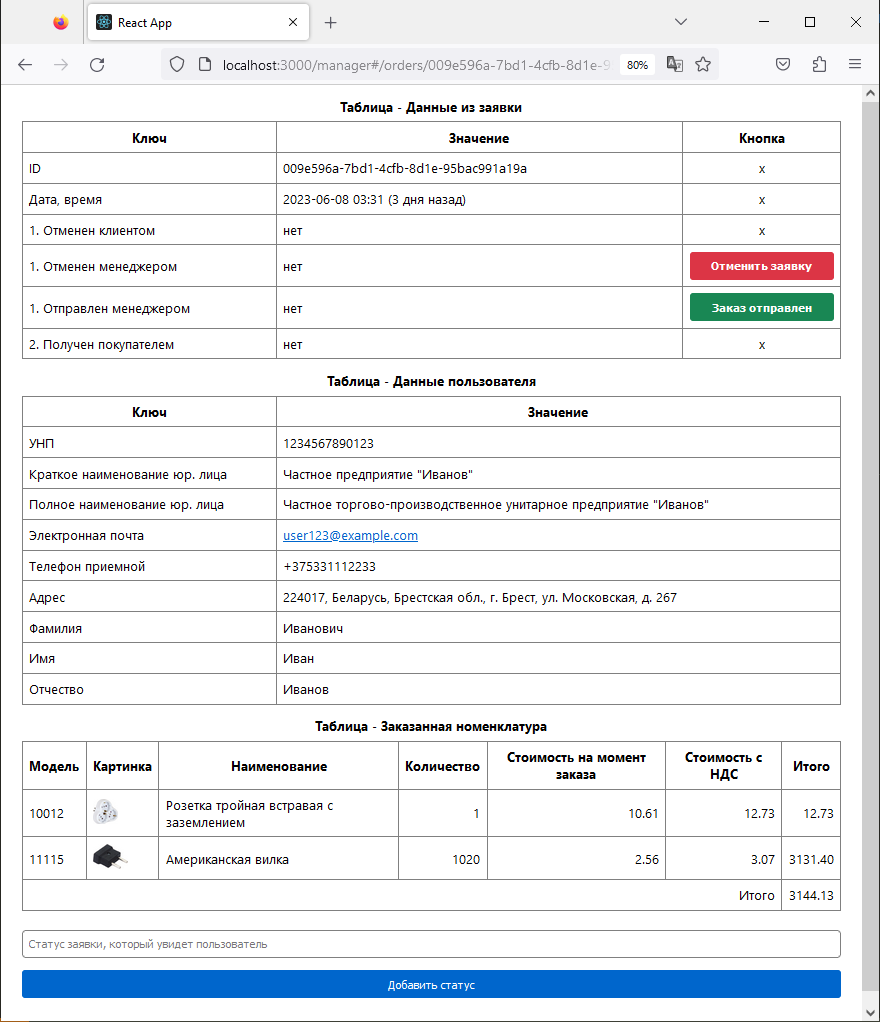 React App
localhost:3000/manager#/orders/009e596a-7bd1-4cfb-8d1e-9
80%
Таблица - Данные из заявки
Ключ Значение Кнопка
ID 009e596a-7bd1-4cfb-8d1e-95bac991a19a x
Дата, время 2023-06-08 03:31 (3 дня назад) x
1. Отменен клиентом нет x
1. Отменен менеджером нет Отменить заявку
1. Отправлен менеджером нет Заказ отправлен
2. Получен покупателем нет x
Таблица - Данные пользователя
Ключ Значение
УНП 1234567890123
Краткое наименование юр. лица Частное предприятие "Иванов"
Полное наименование юр. лица Частное торгово-производственное унитарное предприятие "Иванов"
Электронная почта user123@example.com
Телефон приемной +375331112233
Адрес 224017, Беларусь, Брестская обл., г. Брест, ул. Московская, д. 267
Фамилия Иванович
Имя Иван
Отчество Иванов
Таблица - Заказанная номенклатура
Модель Картинка Наименование Количество Стоимость на момент
заказа Стоимость с
НДС Итого
10012 Розетка тройная встравая с
заземлением 1 10.61 12.73 12.73
11115 Американская вилка 1020 2.56 3.07 3131.40
Итого 3144.13
Статус заявки, который увидет пользователь
Добавить статус